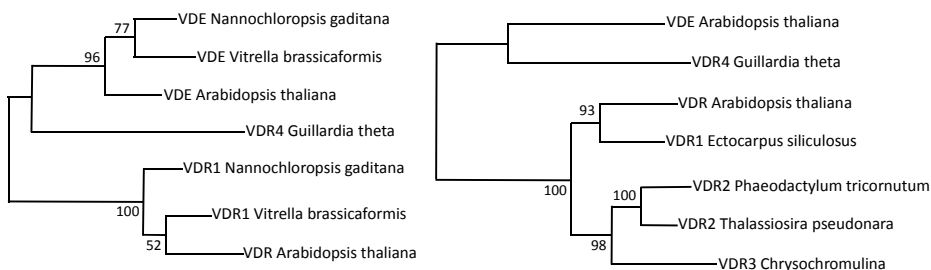 VDE Nannochloropsis gaditana
77
VDE Vitrella brassicaformis
96
VDE Arabidopsis thaliana
VDR4 Guillardia theta
VDR1 Nannochloropsis gaditana
100
VDR1 Vitrella brassicaformis
52
VDR Arabidopsis thaliana
VDE Arabidopsis thaliana
VDR4 Guillardia theta
VDR Arabidopsis thaliana
93
VDR1 Ectocarpus siliculosus
100
VDR2 Phaeodactylum tricornutum
100
VDR2 Thalassiosira pseudonara
98
VDR3 Chrysochromulina